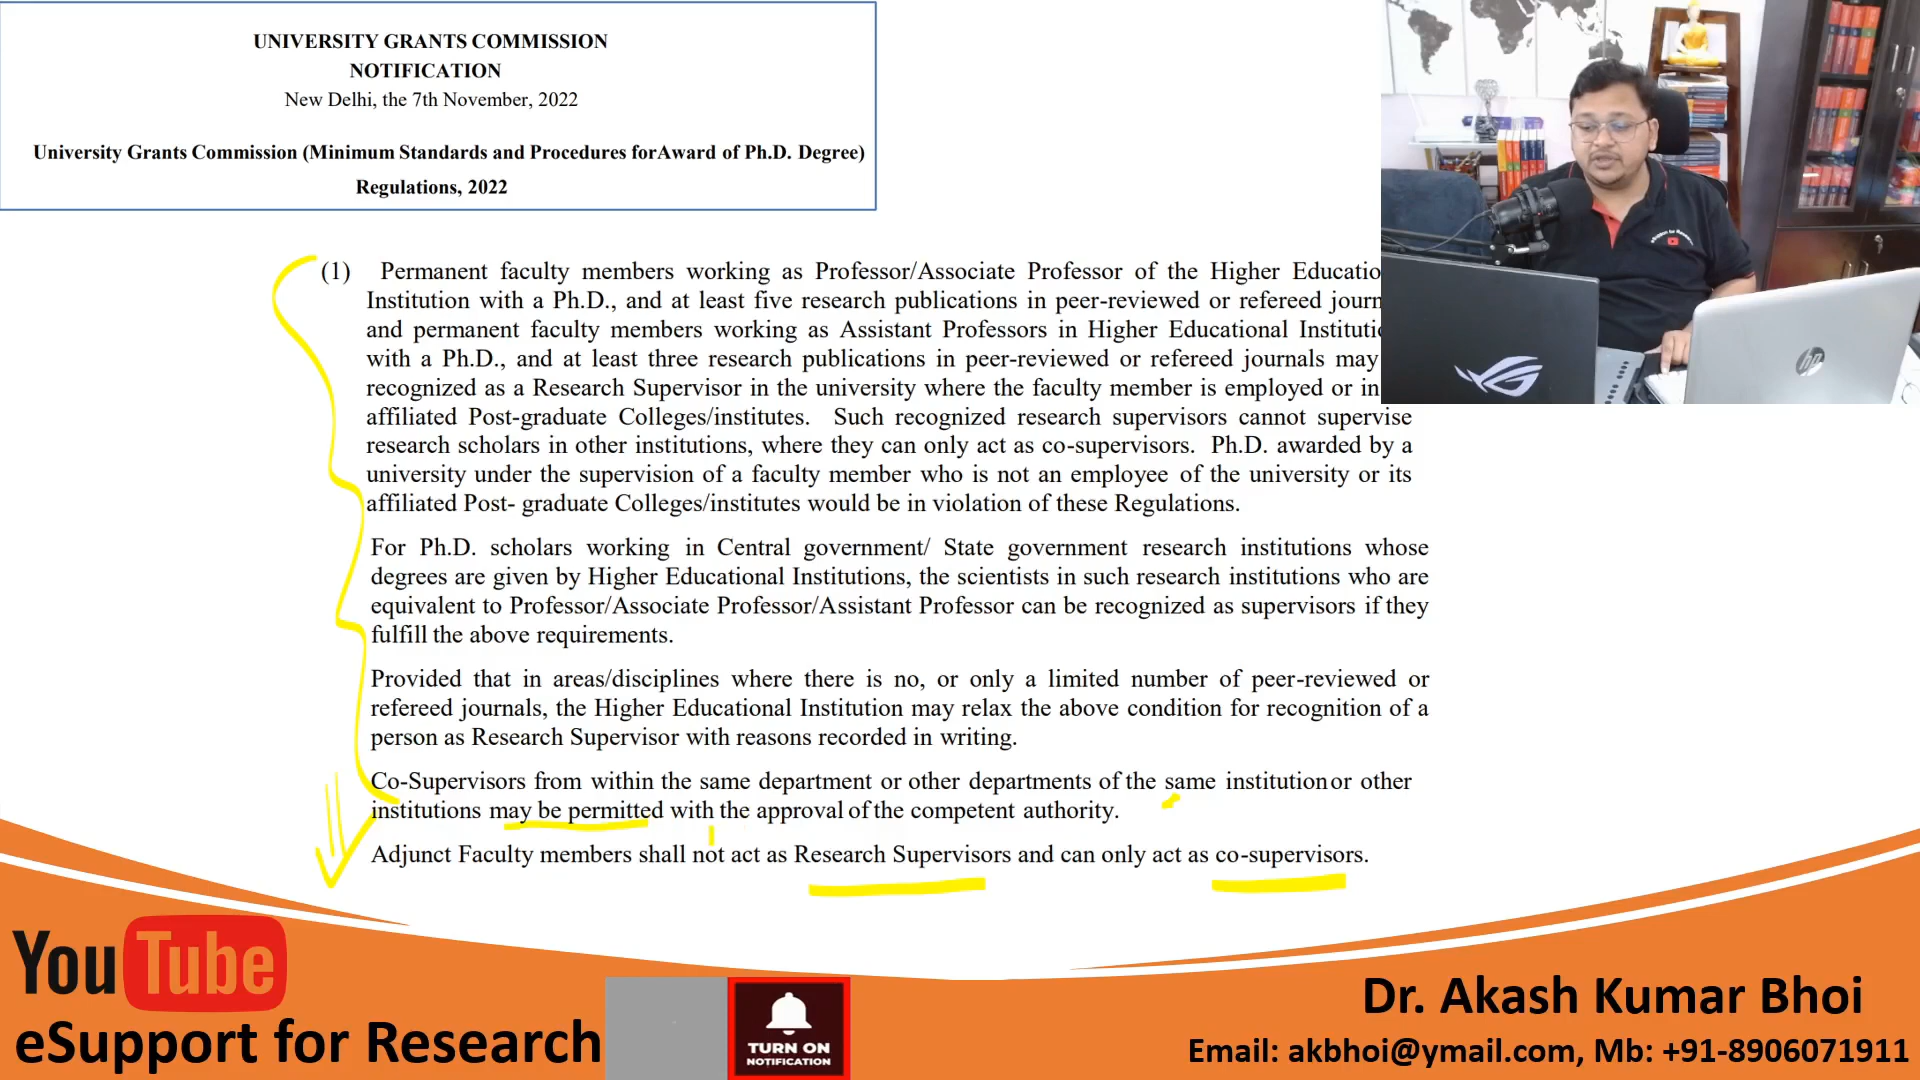 UNIVERSITY GRANTS COMMISSION
NOTIFICATION
New Delhi, the 7th November, 2022
University Grants Commission (Minimum Standards and Procedures forAward of Ph.D. Degree)
Regulations, 2022
(1) Permanent faculty members working as Professor/Associate Professor of the Higher Educatio
Institution with a Ph.D., and at least five research publications in peer-reviewed or refereed journ
and permanent faculty members working as Assistant Professors in Higher Educational Instituti
with a Ph.D., and at least three research publications in peer-reviewed or refereed journals may
recognized as a Research Supervisor in the university where the faculty member is employed or in
affiliated Post-graduate Colleges/institutes. Such recognized research supervisors cannot supervise
research scholars in other institutions, where they can only act as co-supervisors. Ph.D. awarded by a
university under the supervision of a faculty member who is not an employee of the university or its
affiliated Post- graduate Colleges/institutes would be in violation of these Regulations.
For Ph.D. scholars working in Central government/ State government research institutions whose
degrees are given by Higher Educational Institutions, the scientists in such research institutions who are
equivalent to Professor/Associate Professor/Assistant Professor can be recognized as supervisors if they
fulfill the above requirements.
Provided that in areas/disciplines where there is no, or only a limited number of peer-reviewed or
refereed journals, the Higher Educational Institution may relax the above condition for recognition of a
person as Research Supervisor with reasons recorded in writing.
Co-Supervisors from within the same department or other departments of the same institution or other
institutions may be permitted with the approval of the competent authority.
Adjunct Faculty members shall not act as Research Supervisors and can only act as co-supervisors.
hp
YouTube
eSupport for Research
TURN ON
NOTIFICATION
Dr. Akash Kumar Bhoi
Email: akbhoi@ymail.com, Mb: +91-8906071911